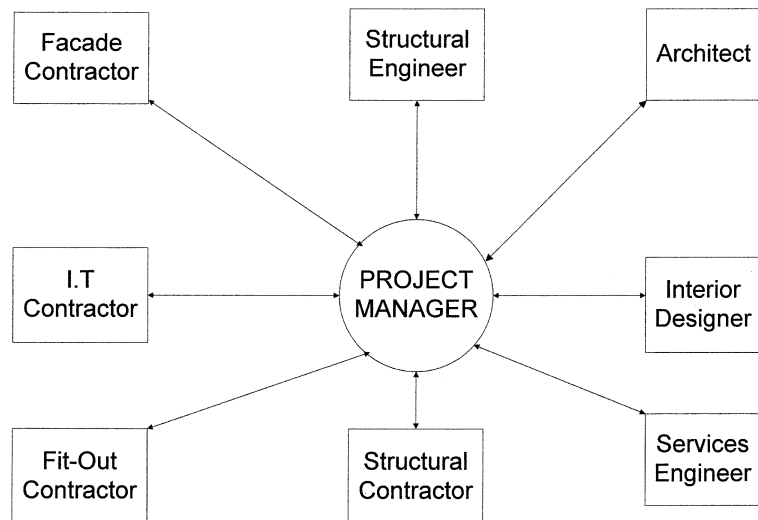 Facade
Contractor
Structural
Engineer
Architect
I.T
Contractor
PROJECT
MANAGER
Interior
Designer
Fit-Out
Contractor
Structural
Contractor
Services
Engineer